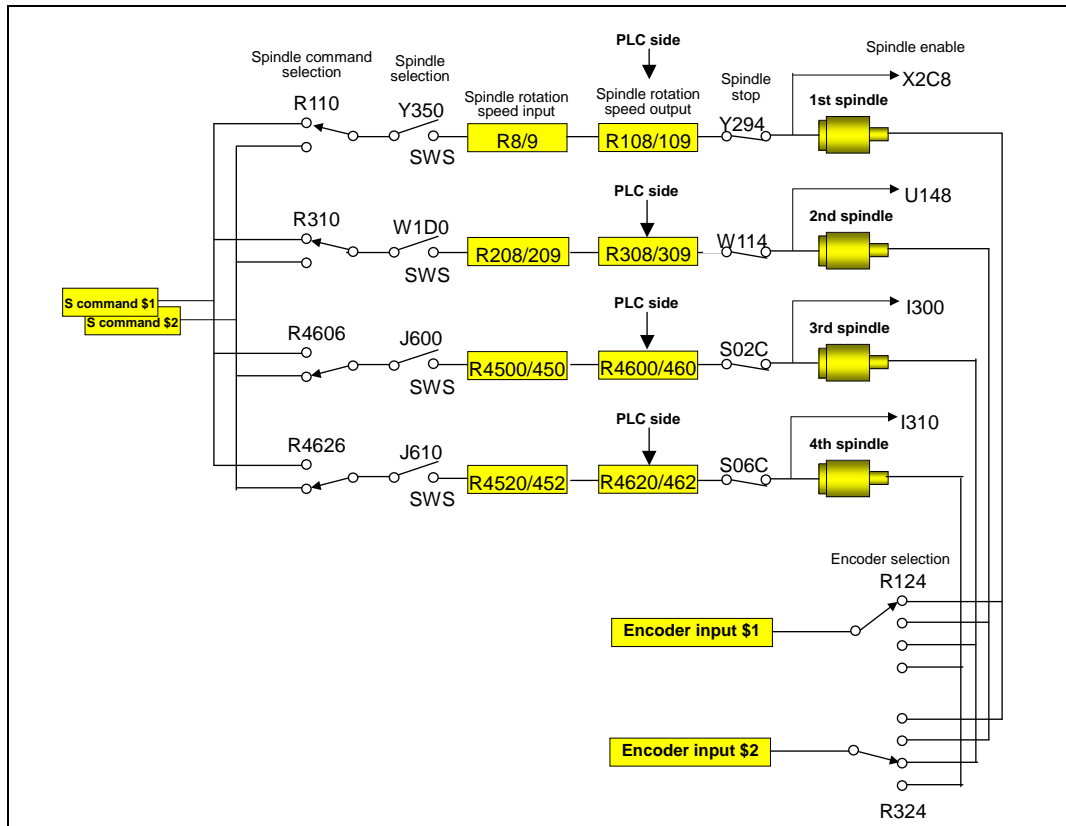 PLC side
Spindle enable
Spindle command
selection
Spindle
selection
Spindle rotation
speed input
Spindle rotation
speed output
Spindle
stop
X2C8
R110
Y350
Y294
1st spindle
R8/9
R108/109
SWS
PLC side
U148
R310
W1D0
W114
2nd spindle
R208/209
R308/309
SWS
S command $1
S command $2
PLC side
I300
R4606
J600
S02C
3rd spindle
R4500/450
R4600/460
SWS
PLC side
I310
R4626
J610
S06C
4th spindle
R4520/452
R4620/462
SWS
Encoder selection
R124
Encoder input $1
Encoder input $2
R324